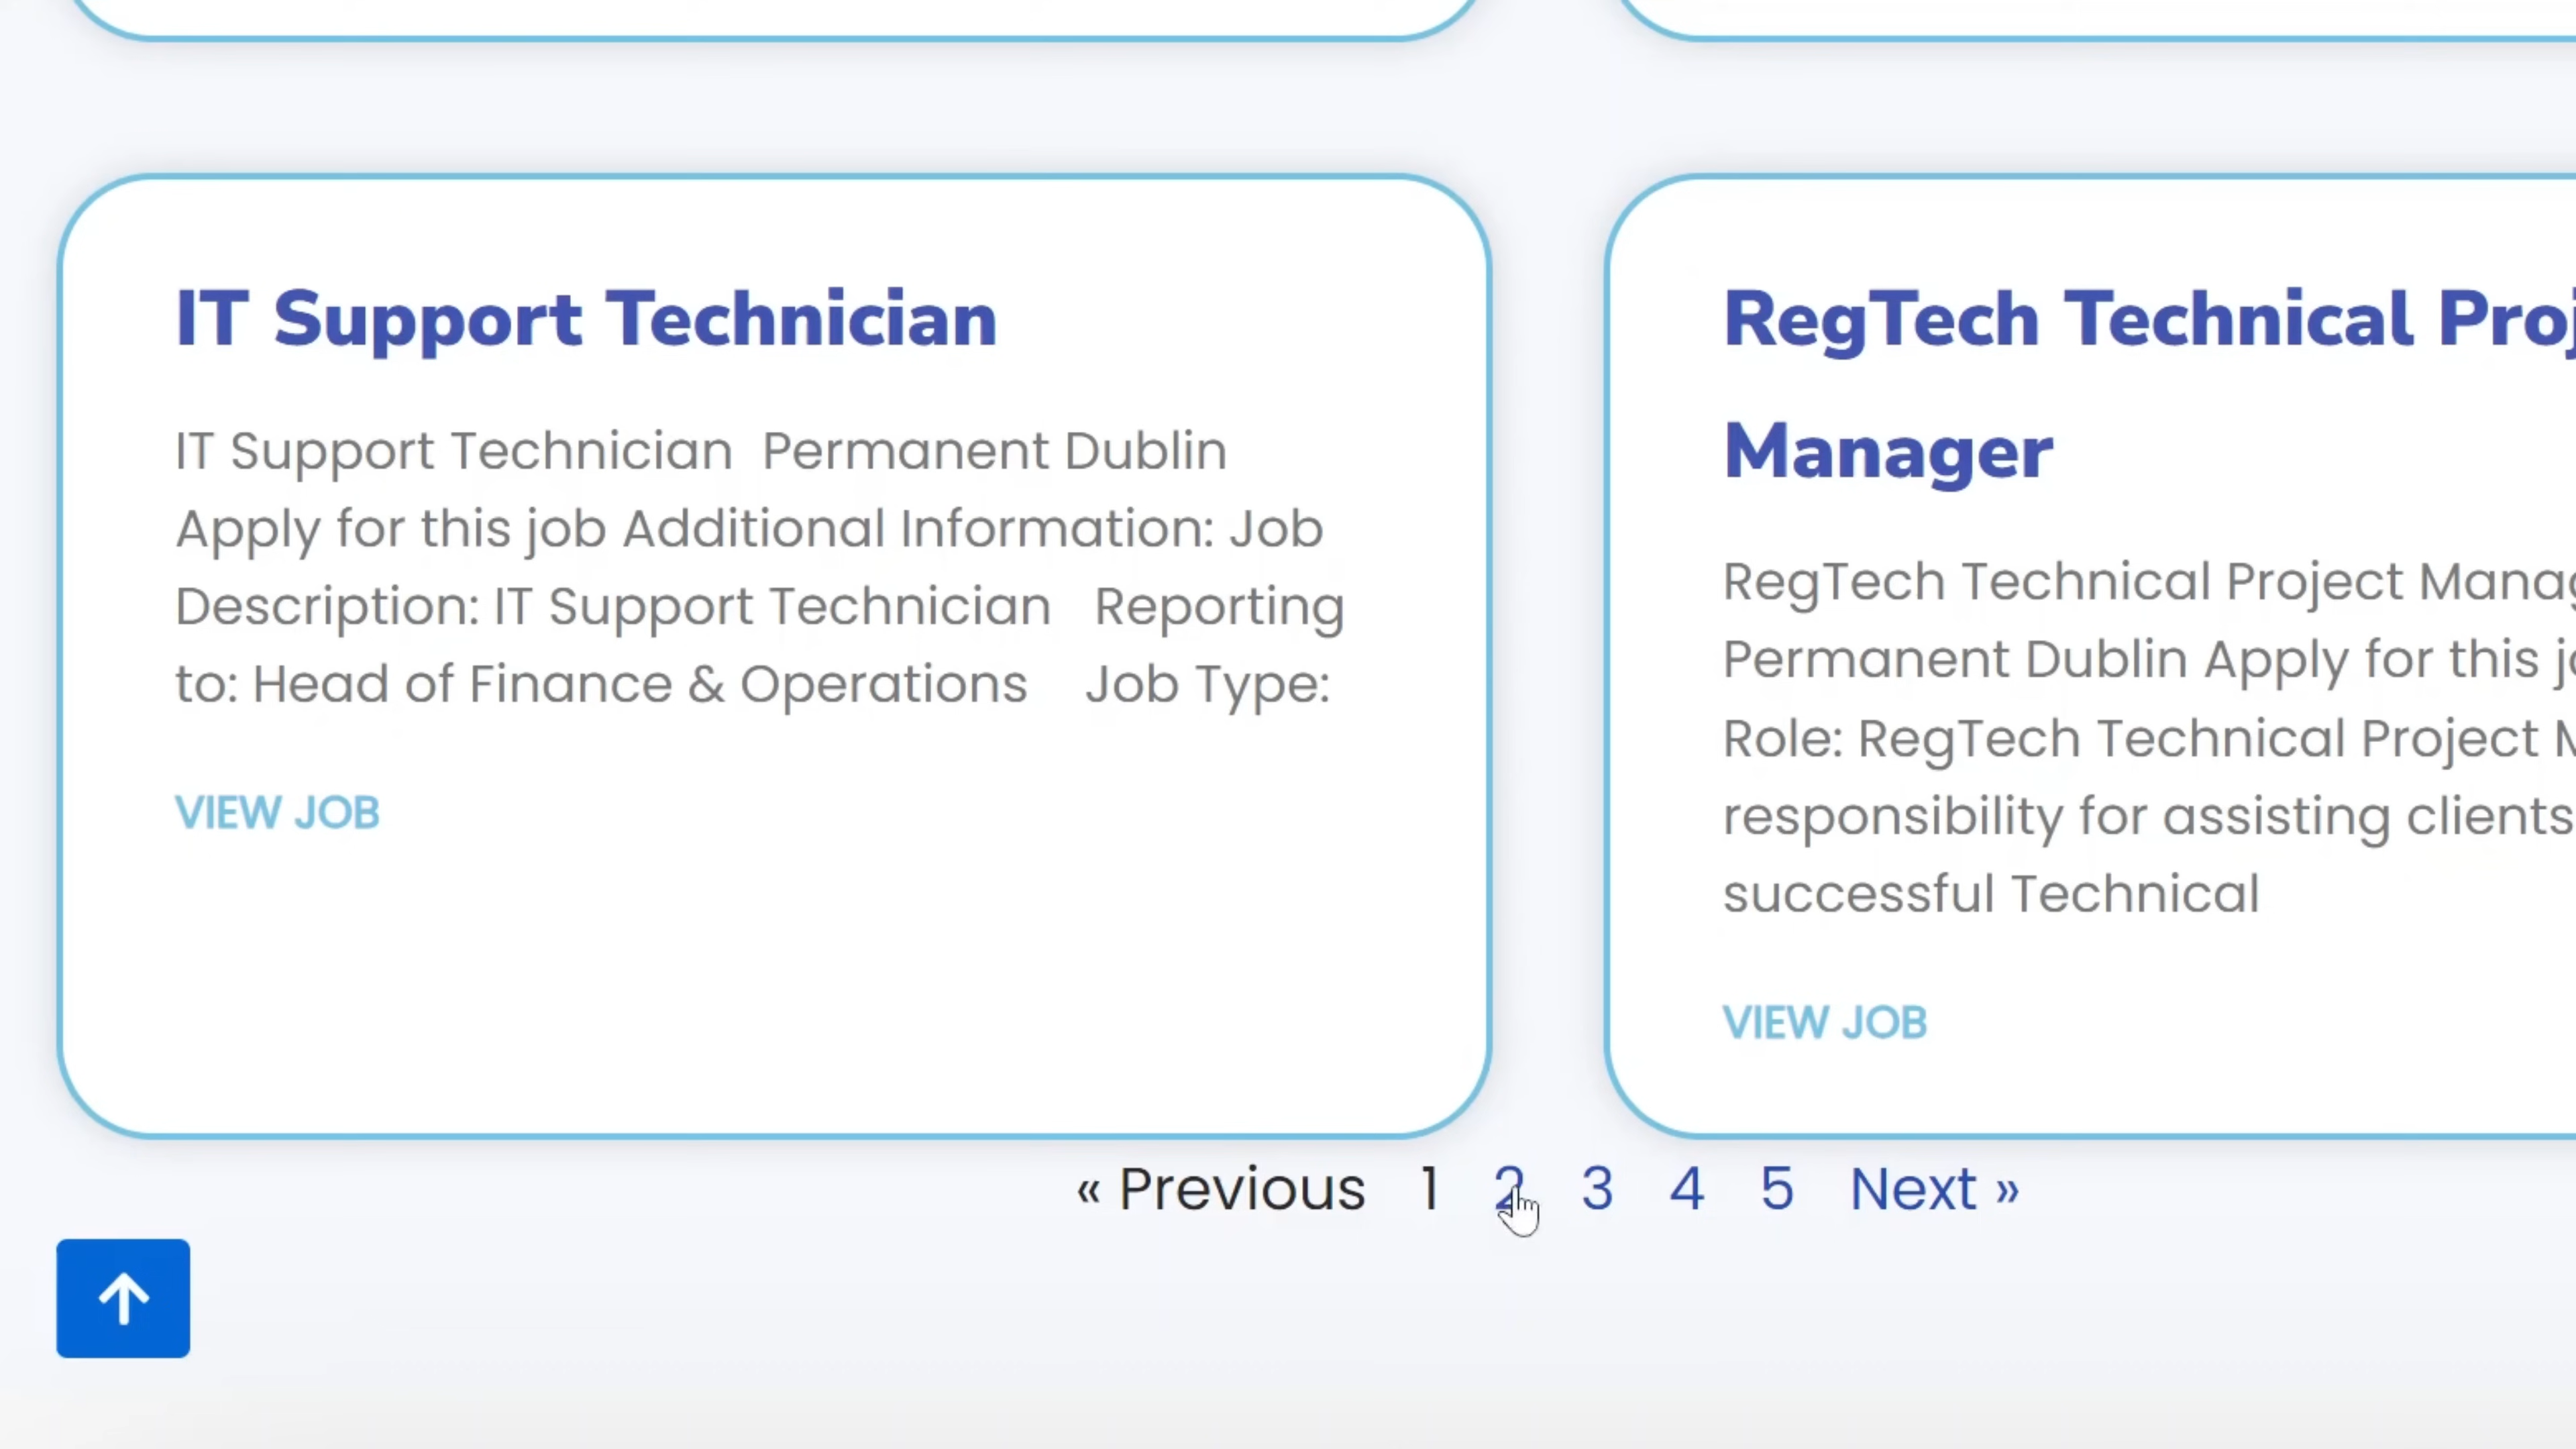 IT Support Technician
IT Support Technician  Permanent Dublin
Apply for this job Additional Information: Job
Description: IT Support Technician   Reporting
to: Head of Finance & Operations    Job Type:
VIEW JOB
RegTech Technical
Manager
RegTech Technical Project
Permanent Dublin Apply for this
Role: RegTech Technical Project
responsibility for assisting clients
successful Technical
VIEW JOB
« Previous 1 2 3 4 5 Next »